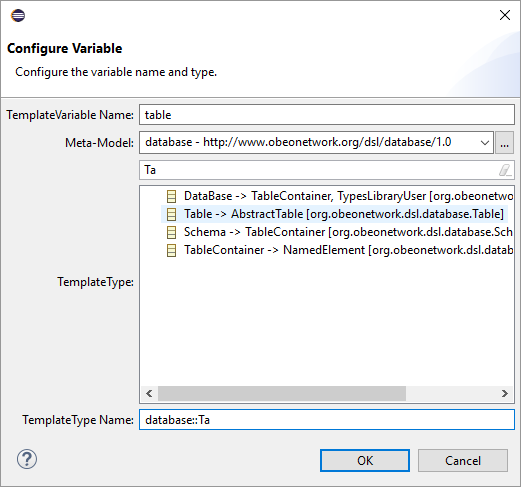 Configure Variable
Configure the variable name and type.
TemplateVariable Name: table
Meta-Model: database - http://www.obeonetwork.org/dsl/database/1.0 ...
Ta
DataBase -> TableContainer, TypesLibraryUser [org.obeonetwo
Table -> AbstractTable [org.obeonetwork.dsl.database.Table]
Schema -> TableContainer [org.obeonetwork.dsl.database.Sch
TableContainer -> NamedElement [org.obeonetwork.dsl.datab
TemplateType:
TemplateType Name: database::Ta
? OK Cancel